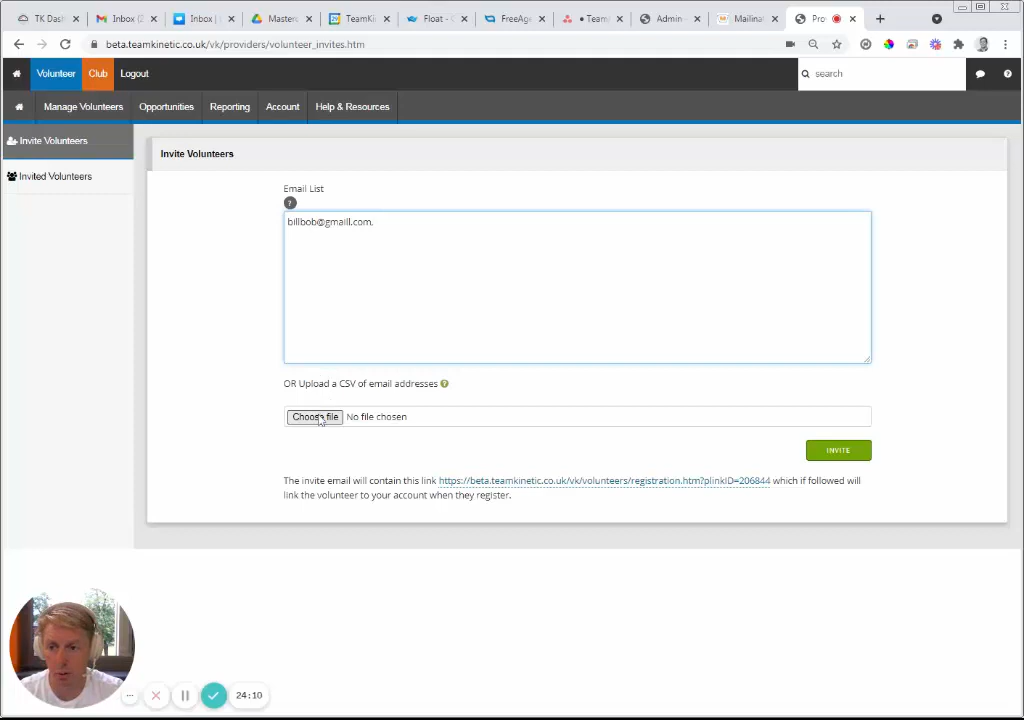 TK Dash
Inbox (2
Inbox |
Masters
TeamKi
Float - C
FreeAge
• Team
Admin
Mailinat
Pro
beta.teamkinetic.co.uk/vk/providers/volunteer_invites.htm
Volunteer
Club
Logout
search
Manage Volunteers
Opportunities
Reporting
Account
Help & Resources
Invite Volunteers
Invited Volunteers
Invite Volunteers
Email List
?
billbob@gmaill.com.
OR Upload a CSV of email addresses ?
Choose file No file chosen
INVITE
The invite email will contain this link https://beta.teamkinetic.co.uk/vk/volunteers/registration.htm?plinkID=206844 which if followed will
link the volunteer to your account when they register.
24:10